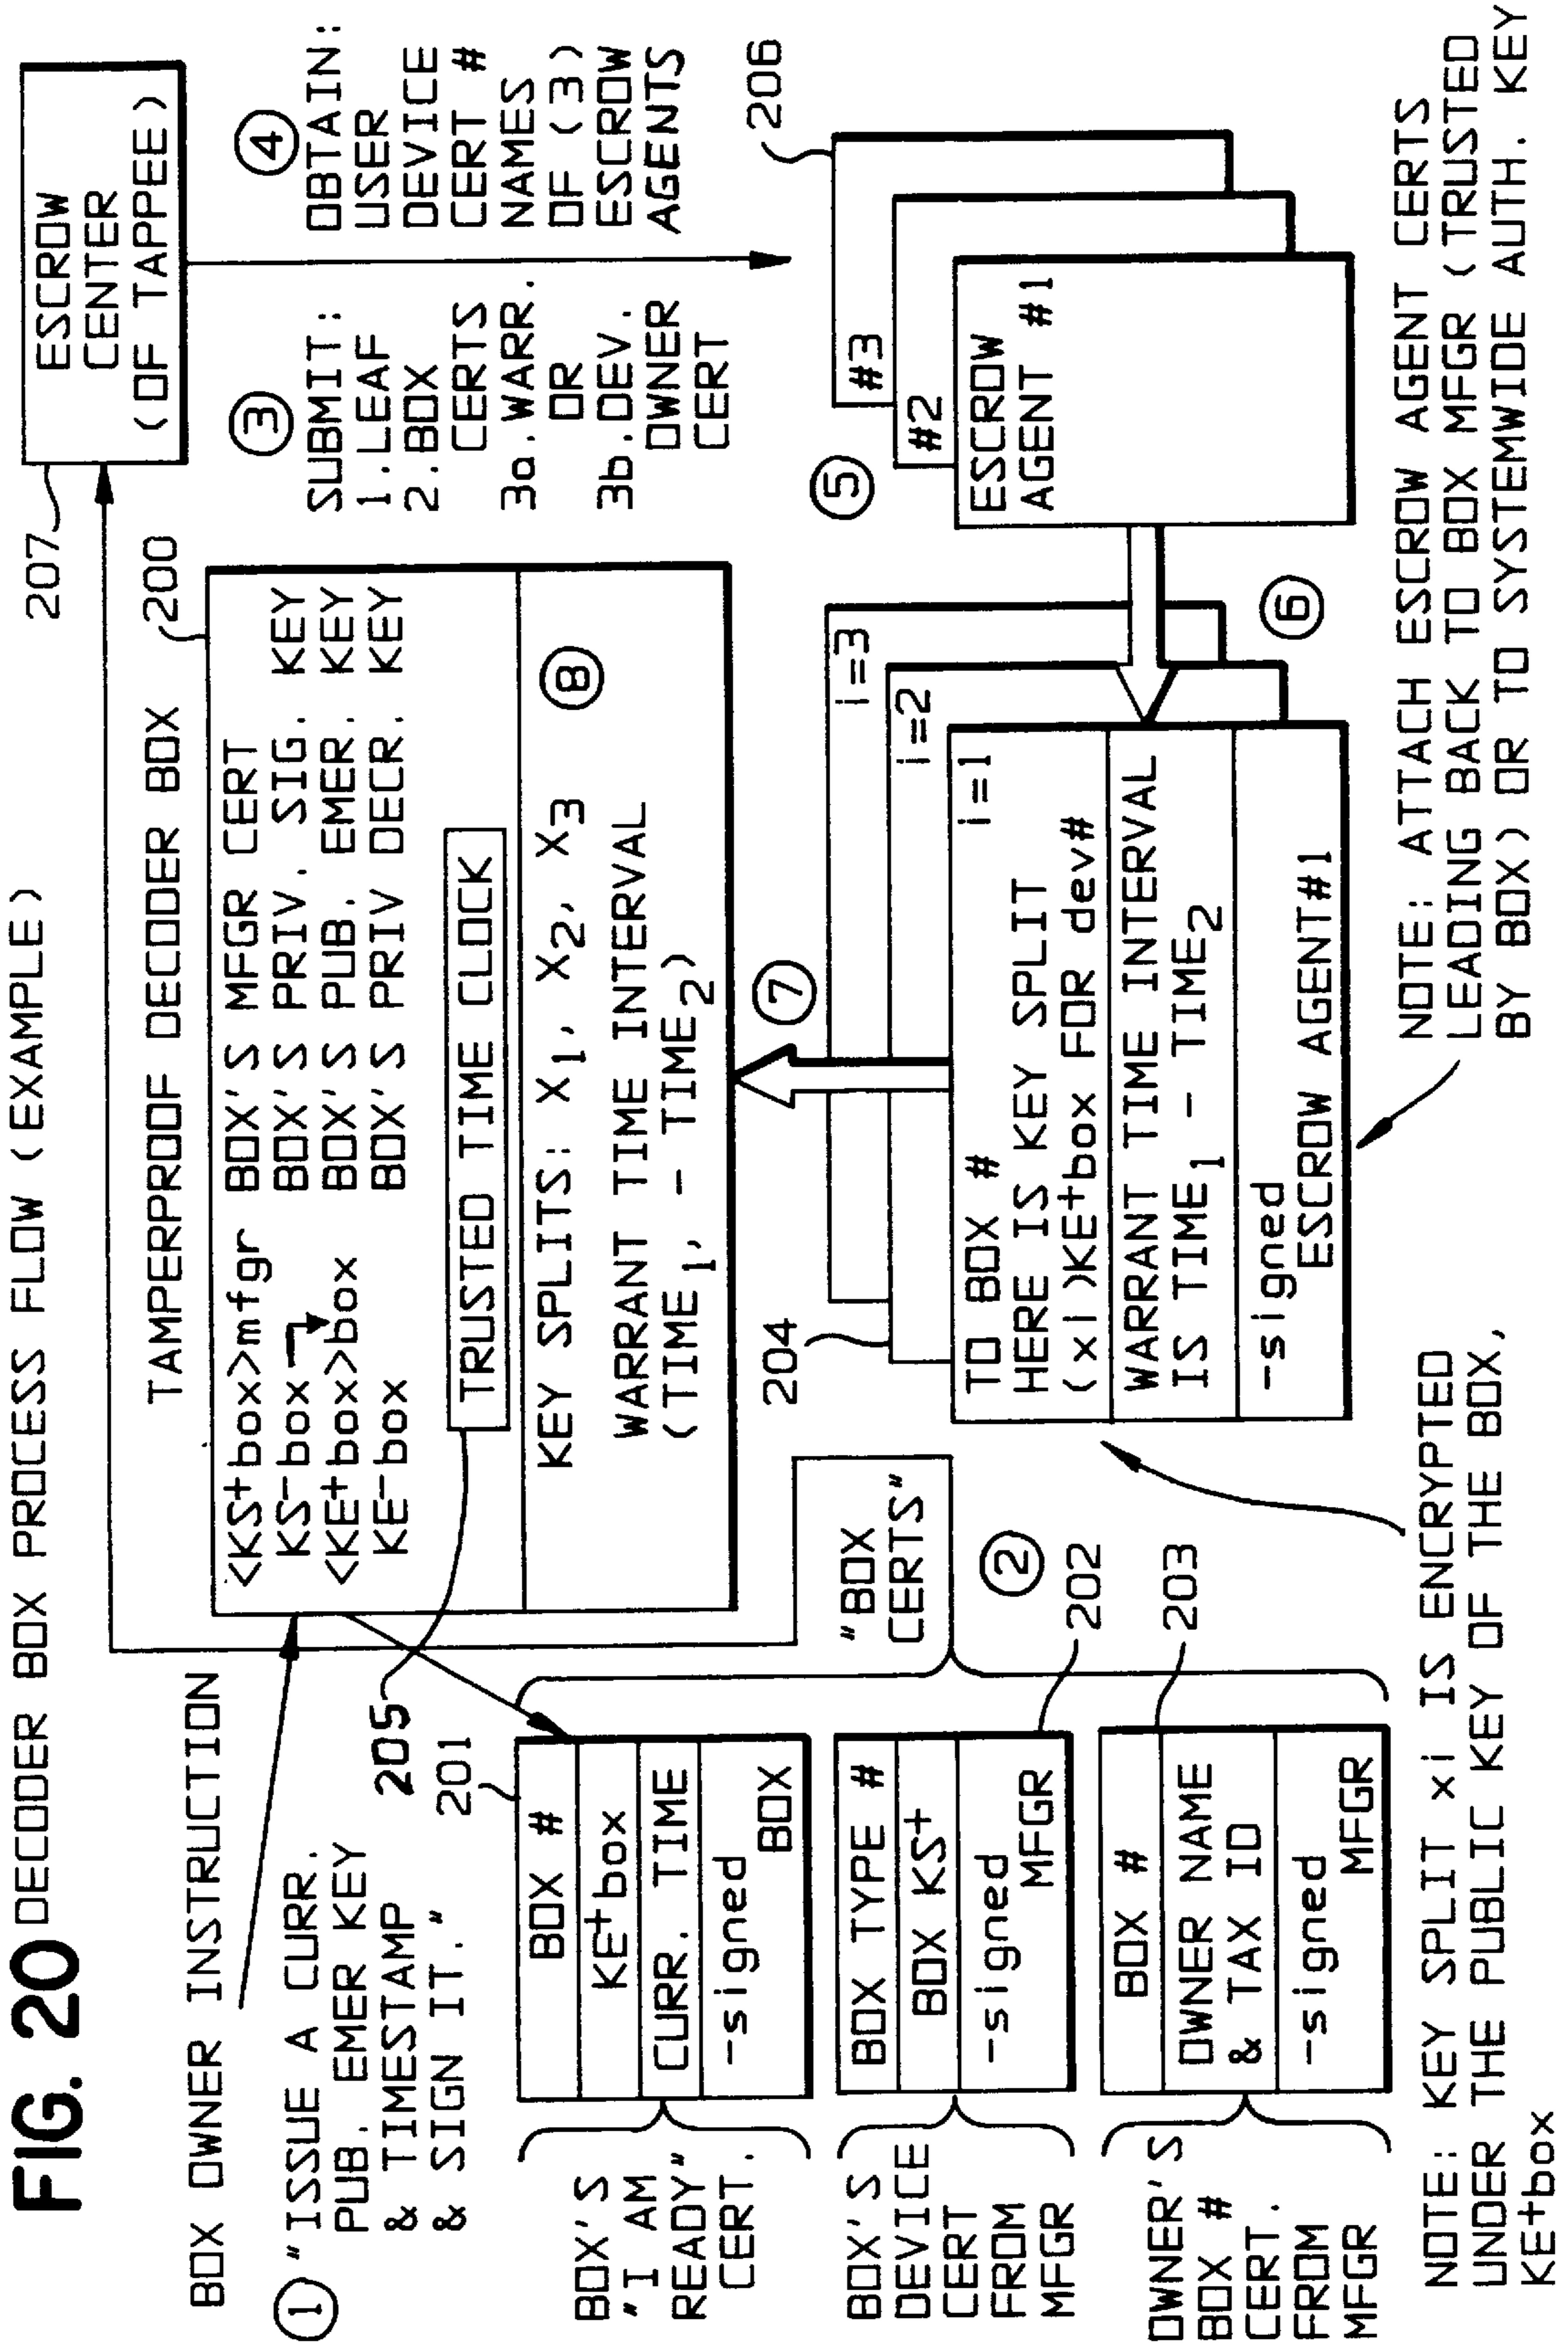 FIG. 20 DECODER BOX PROCESS FLOW (EXAMPLE)
BOX OWNER INSTRUCTION
1 "ISSUE A CURR.
PUB. EMER KEY
& TIMESTAMP
& SIGN IT."
205
201
BOX'S
"I AM
READY"
CERT.
BOX #
KE+box
CURR. TIME
-signed
BOX
BOX'S
DEVICE
CERT
FROM
MFGR
BOX TYPE #
BOX KS+
-signed
MFGR
202
OWNER'S
BOX #
CERT.
FROM
MFGR
BOX #
OWNER NAME
& TAX ID
-signed
MFGR
203
"BOX
CERTS"
2
TAMPERPROOF DECODER BOX
200
<KS+box>mfgr BOX'S MFGR CERT
KS-box BOX'S PRIV. SIG. KEY
<KE+box>box BOX'S PUB. EMER. KEY
KE-box BOX'S PRIV DECR. KEY
TRUSTED TIME CLOCK
KEY SPLITS: X1, X2, X3
8
WARRANT TIME INTERVAL
(TIME1, - TIME2)
207
ESCROW
CENTER
(OF TAPPEE)
3
SUBMIT:
1.LEAF
2.BOX
CERTS
3a.WARR.
OR
3b.DEV.
OWNER
CERT
4
OBTAIN:
USER
DEVICE
CERT #
NAMES
OF (3)
ESCROW
AGENTS
206
5
#3
#2
ESCROW
AGENT #1
6
7
204
i=3
i=2
i=1
TO BOX #
HERE IS KEY SPLIT
(xi)KE+box FOR dev#
WARRANT TIME INTERVAL
IS TIME1 - TIME2
-signed
ESCROW AGENT#1
NOTE: KEY SPLIT xi IS ENCRYPTED
UNDER THE PUBLIC KEY OF THE BOX,
KE+box
NOTE: ATTACH ESCROW AGENT CERTS
LEADING BACK TO BOX MFGR (TRUSTED
BY BOX) OR TO SYSTEMWIDE AUTH. KEY